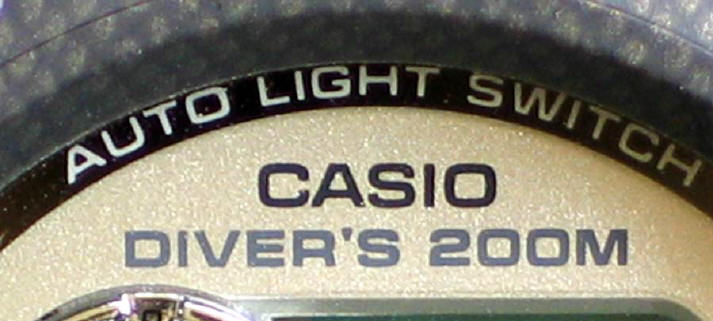 AUTO LIGHT SWITCH
CASIO
DIVER'S 200M